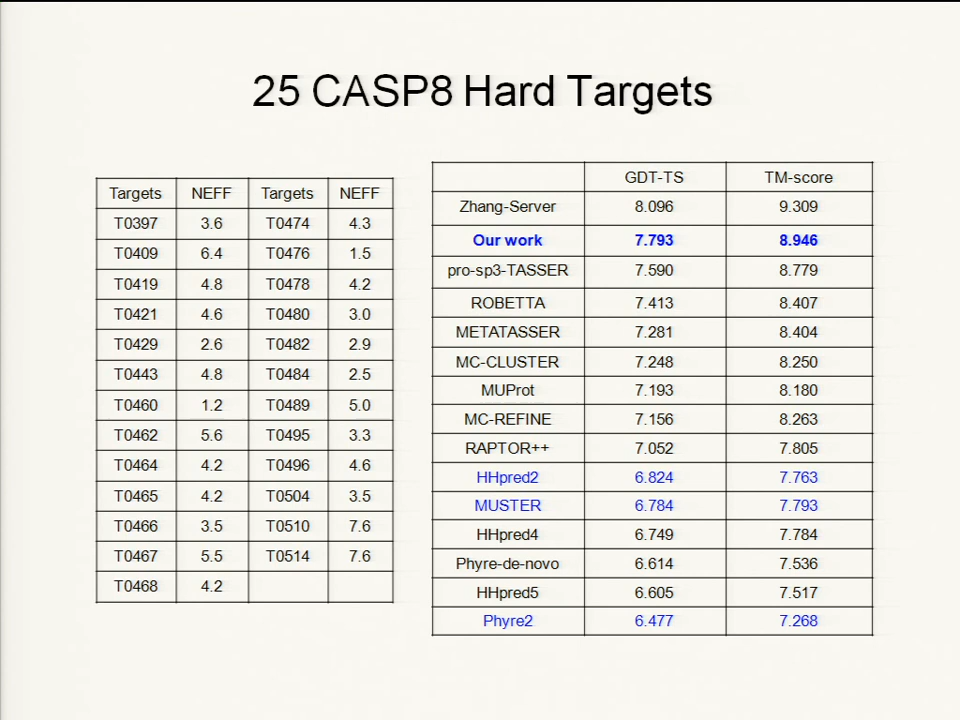 25 CASP8 Hard Targets
Targets NEFF Targets NEFF
T0397 3.6 T0474 4.3
T0409 6.4 T0476 1.5
T0419 4.8 T0478 4.2
T0421 4.6 T0480 3.0
T0429 2.6 T0482 2.9
T0443 4.8 T0484 2.5
T0460 1.2 T0489 5.0
T0462 5.6 T0495 3.3
T0464 4.2 T0496 4.6
T0465 4.2 T0504 3.5
T0466 3.5 T0510 7.6
T0467 5.5 T0514 7.6
T0468 4.2
GDT-TS TM-score
Zhang-Server 8.096 9.309
Our work 7.793 8.946
pro-sp3-TASSER 7.590 8.779
ROBETTA 7.413 8.407
METATASSER 7.281 8.404
MC-CLUSTER 7.248 8.250
MUProt 7.193 8.180
MC-REFINE 7.156 8.263
RAPTOR++ 7.052 7.805
HHpred2 6.824 7.763
MUSTER 6.784 7.793
HHpred4 6.749 7.784
Phyre-de-novo 6.614 7.536
HHpred5 6.605 7.517
Phyre2 6.477 7.268